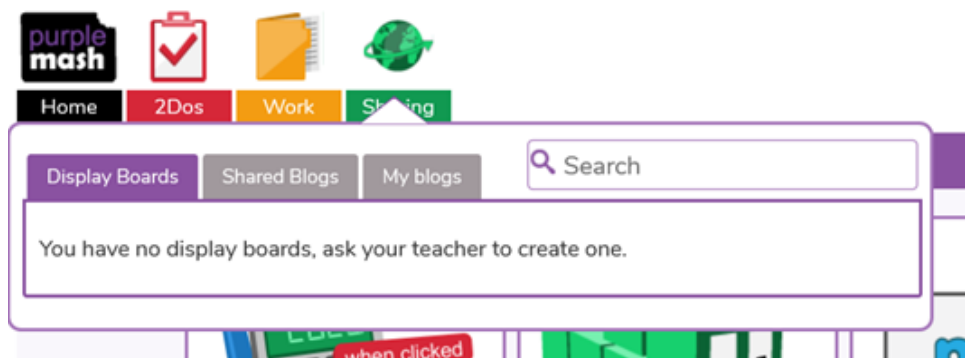 purple
mash
Home 2Dos Work Sharing
Display Boards Shared Blogs My blogs Search
You have no display boards, ask your teacher to create one.
when clicked